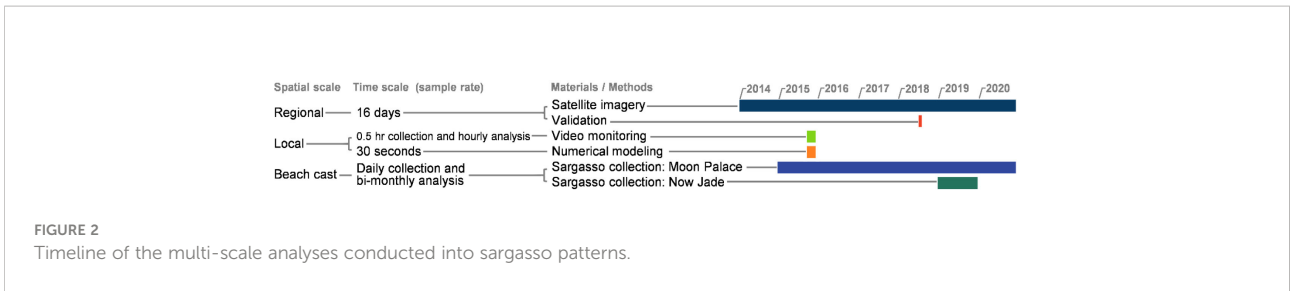 Spatial scale Time scale (sample rate) Materials / Methods 2014 2015 2016 2017 2018 2019 2020
Regional 16 days Satellite imagery
Validation
Local 0.5 hr collection and hourly analysis Video monitoring
30 seconds Numerical modeling
Beach cast Daily collection and bi-monthly analysis Sargasso collection: Moon Palace
Sargasso collection: Now Jade
FIGURE 2
Timeline of the multi-scale analyses conducted into sargasso patterns.